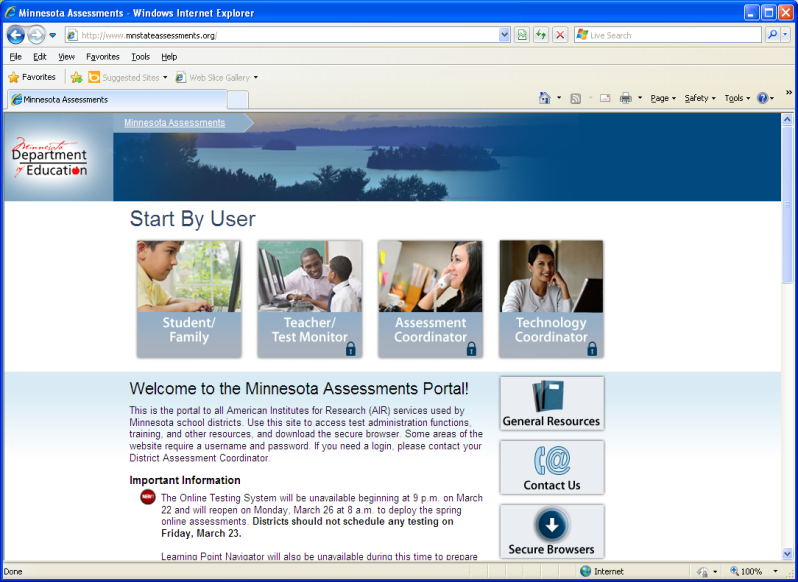 Minnesota Assessments - Windows Internet Explorer
http://www.mnstateassessments.org/
Live Search
File Edit View Favorites Tools Help
Favorites Suggested Sites Web Slice Gallery
Minnesota Assessments
Page Safety Tools
Minnesota
Department
of Education
Minnesota Assessments
Start By User
Student/
Family
Teacher/
Test Monitor
Assessment
Coordinator
Technology
Coordinator
Welcome to the Minnesota Assessments Portal!
This is the portal to all American Institutes for Research (AIR) services used by
Minnesota school districts. Use this site to access test administration functions,
training, and other resources, and download the secure browser. Some areas of the
website require a username and password. If you need a login, please contact your
District Assessment Coordinator.
Important Information
NEW!
The Online Testing System will be unavailable beginning at 9 p.m. on March
22 and will reopen on Monday, March 26 at 8 a.m. to deploy the spring
online assessments. Districts should not schedule any testing on
Friday, March 23.
Learning Point Navigator will also be unavailable during this time to prepare
General Resources
Contact Us
Secure Browsers
Done
Internet
100%